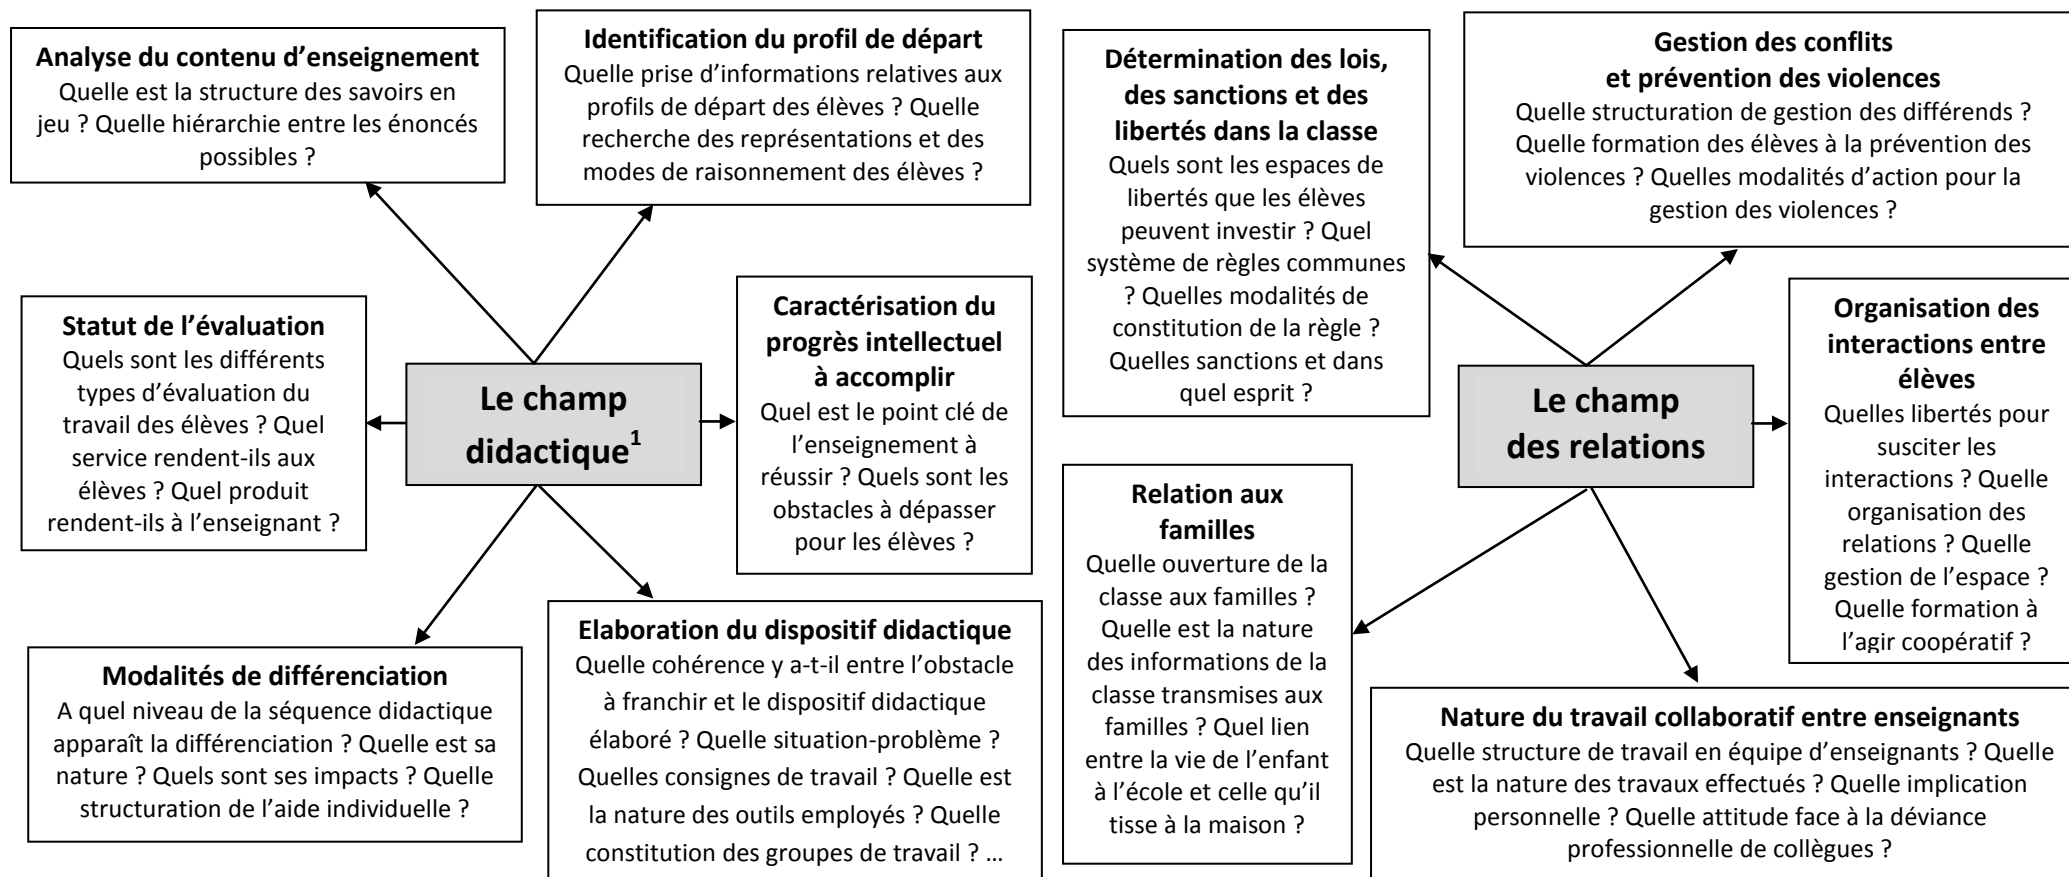 Analyse du contenu d’enseignement
Quelle est la structure des savoirs en
jeu ? Quelle hiérarchie entre les énoncés
possibles ?
Identification du profil de départ
Quelle prise d’informations relatives aux
profils de départ des élèves ? Quelle
recherche des représentations et des
modes de raisonnement des élèves ?
Statut de l’évaluation
Quels sont les différents
types d’évaluation du
travail des élèves ? Quel
service rendent-ils aux
élèves ? Quel produit
rendent-ils à l’enseignant ?
Le champ
didactique1
Caractérisation du
progrès intellectuel
à accomplir
Quel est le point clé de
l’enseignement à
réussir ? Quels sont les
obstacles à dépasser
pour les élèves ?
Modalités de différenciation
A quel niveau de la séquence didactique
apparaît la différenciation ? Quelle est sa
nature ? Quels sont ses impacts ? Quelle
structuration de l’aide individuelle ?
Elaboration du dispositif didactique
Quelle cohérence y a-t-il entre l’obstacle
à franchir et le dispositif didactique
élaboré ? Quelle situation-problème ?
Quelles consignes de travail ? Quelle est
la nature des outils employés ? Quelle
constitution des groupes de travail ? …
Détermination des lois,
des sanctions et des
libertés dans la classe
Quels sont les espaces de
libertés que les élèves
peuvent investir ? Quel
système de règles communes
? Quelles modalités de
constitution de la règle ?
Quelles sanctions et dans
quel esprit ?
Gestion des conflits
et prévention des violences
Quelle structuration de gestion des différends ?
Quelle formation des élèves à la prévention des
violences ? Quelles modalités d’action pour la
gestion des violences ?
Le champ
des relations
Organisation des
interactions entre
élèves
Quelles libertés pour
susciter les
interactions ? Quelle
organisation des
relations ? Quelle
gestion de l’espace ?
Quelle formation à
l’agir coopératif ?
Relation aux
familles
Quelle ouverture de la
classe aux familles ?
Quelle est la nature
des informations de la
classe transmises aux
familles ? Quel lien
entre la vie de l’enfant
à l’école et celle qu’il
tisse à la maison ?
Nature du travail collaboratif entre enseignants
Quelle structure de travail en équipe d’enseignants ? Quelle
est la nature des travaux effectués ? Quelle implication
personnelle ? Quelle attitude face à la déviance
professionnelle de collègues ?